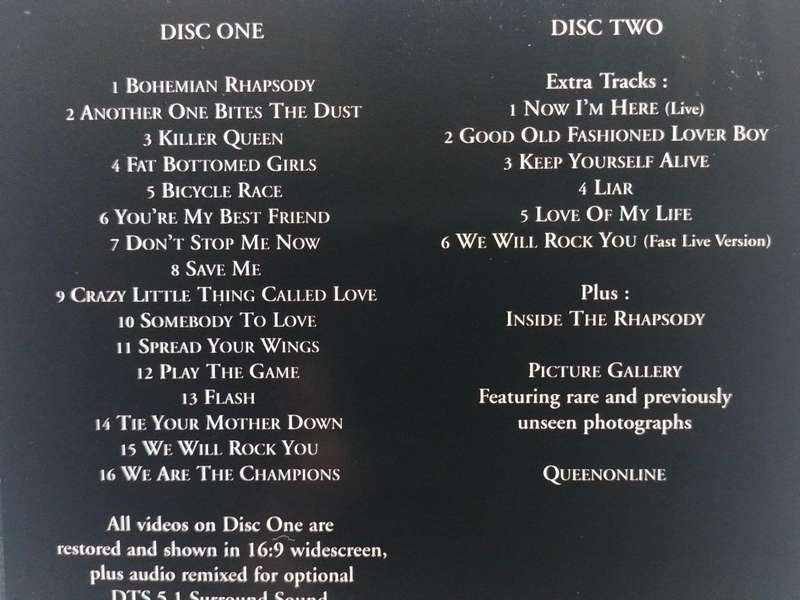 DISC ONE
1 BOHEMIAN RHAPSODY
2 ANOTHER ONE BITES THE DUST
3 KILLER QUEEN
4 FAT BOTTOMED GIRLS
5 BICYCLE RACE
6 YOU'RE MY BEST FRIEND
7 DON'T STOP ME NOW
8 SAVE ME
9 CRAZY LITTLE THING CALLED LOVE
10 SOMEBODY TO LOVE
11 SPREAD YOUR WINGS
12 PLAY THE GAME
13 FLASH
14 TIE YOUR MOTHER DOWN
15 WE WILL ROCK YOU
16 WE ARE THE CHAMPIONS
All videos on Disc One are
restored and shown in 16:9 widescreen,
plus audio remixed for optional
DTS 5.1 Surround Sound
DISC TWO
Extra Tracks :
1 NOW I'M HERE (Live)
2 GOOD OLD FASHIONED LOVER BOY
3 KEEP YOURSELF ALIVE
4 LIAR
5 LOVE OF MY LIFE
6 WE WILL ROCK YOU (Fast Live Version)
Plus :
INSIDE THE RHAPSODY
PICTURE GALLERY
Featuring rare and previously
unseen photographs
QUEENONLINE